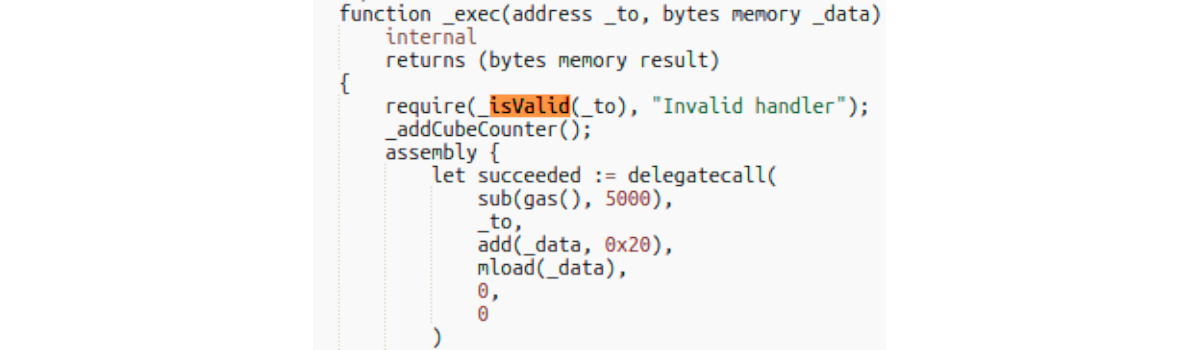 function _exec(address _to, bytes memory _data)
internal
returns (bytes memory result)
{
require(_isValid(_to), "Invalid handler");
_addCubeCounter();
assembly {
let succeeded := delegatecall(
sub(gas(), 5000),
_to,
add(_data, 0x20),
mload(_data),
0,
0
)